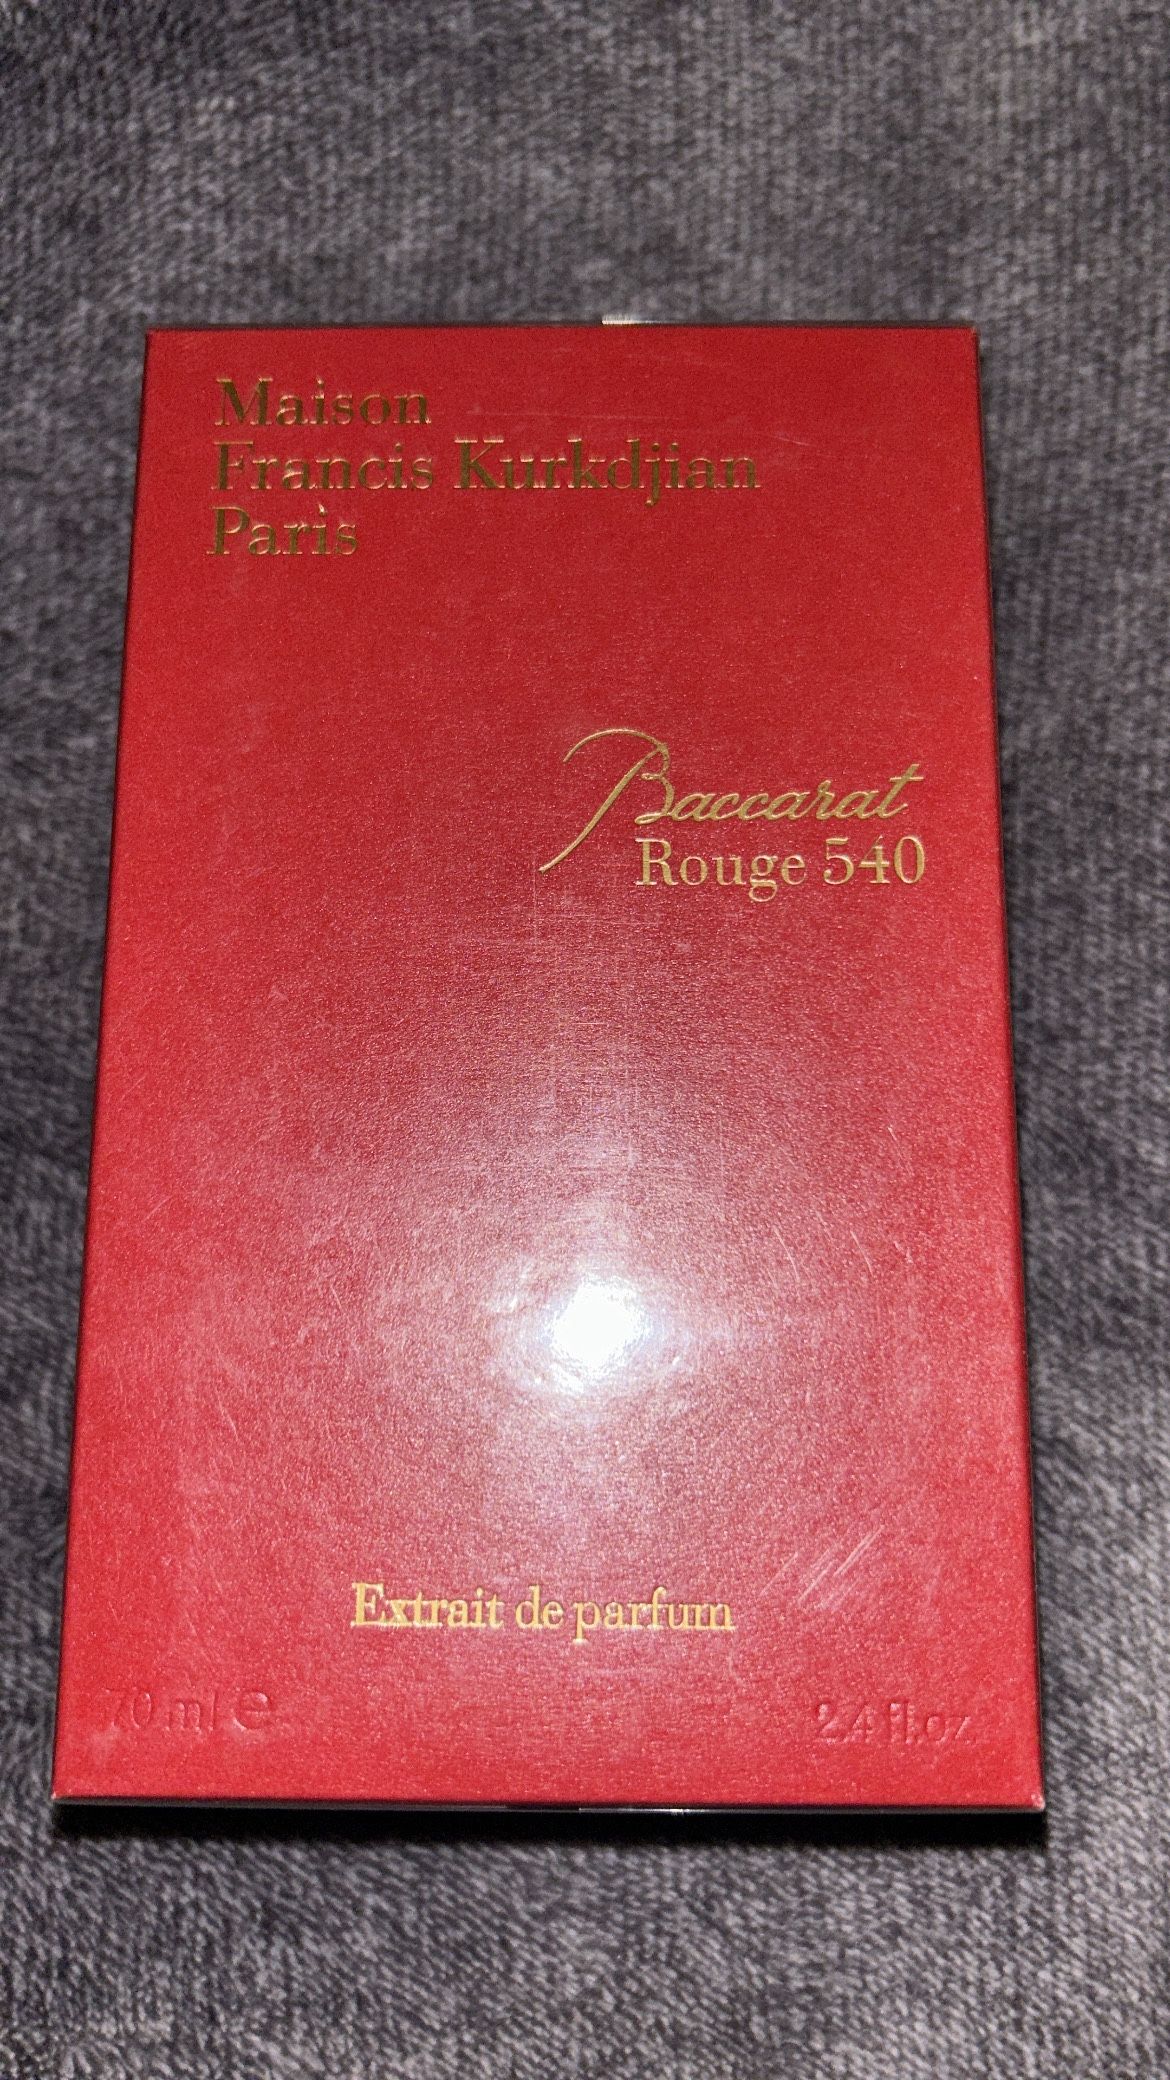 Maison
Francis Kurkdjian
Paris
Baccarat
Rouge 540
Extrait de parfum
70 ml ℮ 2.4 fl.oz.